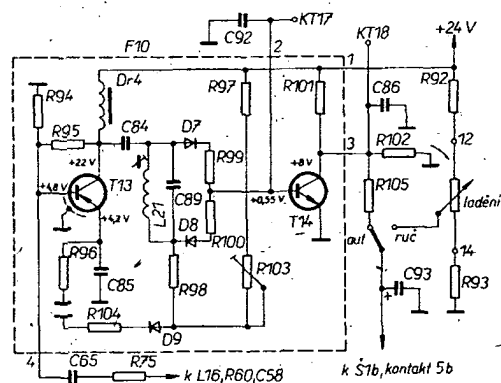 KT17
KT18
+24 V
C92
F10
2
1
R94
Dr4
R97
R101
C86
R92
R95
C84
D7
3
R102
12
+22 V
R99
+8 V
+4,8 V
T13
L21
C89
+0,55 V
T14
R105
ladění
+4,2 V
D8
R100
aut
ruč
R96
C85
R98
R103
14
C93
R93
+
R104
D9
4
C65
R75
k L16, R60, C58
k Š1b, kontakt 5b